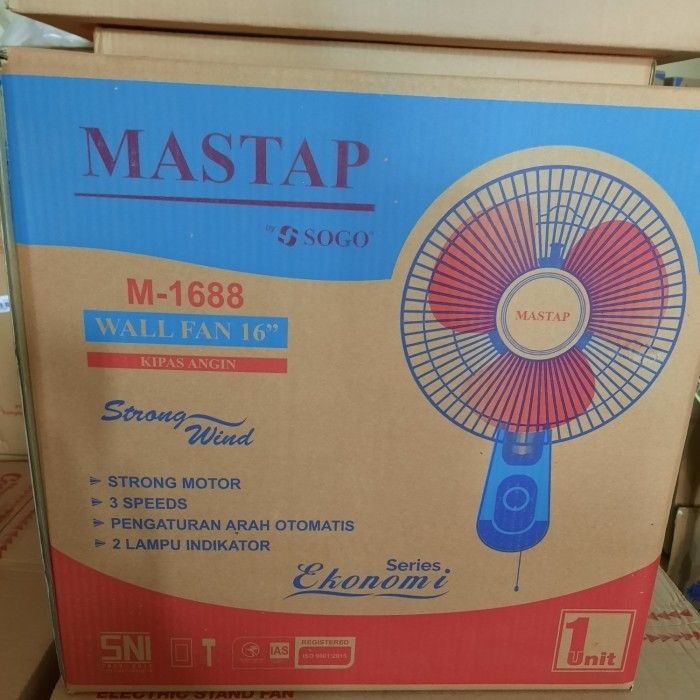 MASTAP
by SOGO®
M-1688
WALL FAN 16”
KIPAS ANGIN
MASTAP
Strong Wind
STRONG MOTOR
3 SPEEDS
PENGATURAN ARAH OTOMATIS
2 LAMPU INDIKATOR
Series
Ekonomi
SNI
IAS
REGISTERED
ISO 9001:2015
1
Unit
ELECTRIC STAND FAN